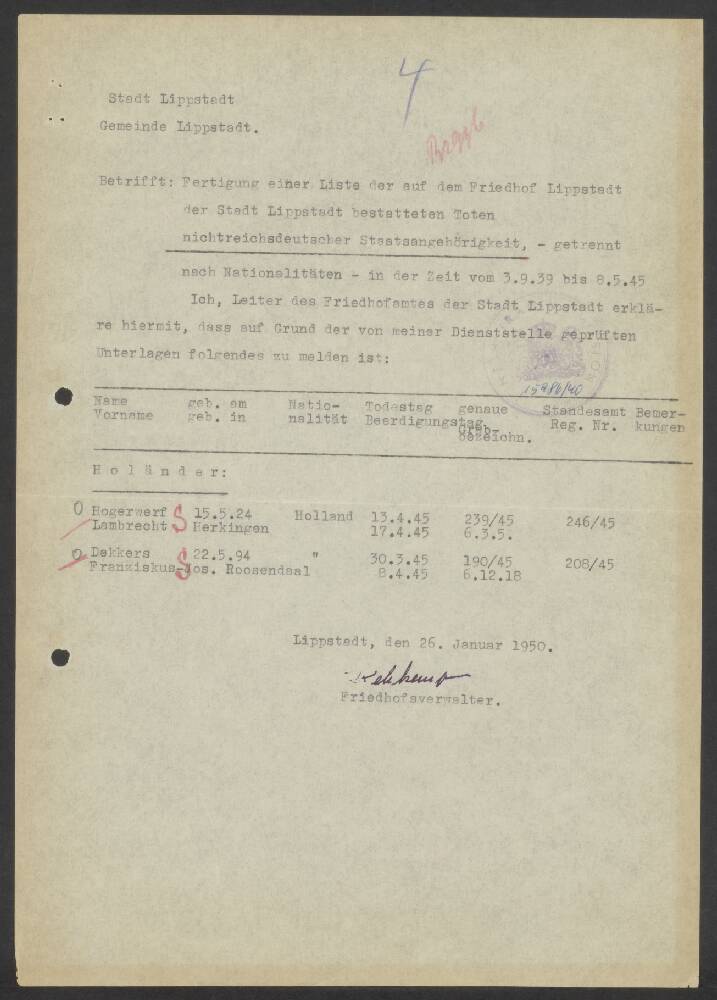 4
Stadt Lippstadt
Gemeinde Lippstadt.
Betrifft: Fertigung einer Liste der auf dem Friedhof Lippstadt
der Stadt Lippstadt bestatteten Toten
nichtreichsdeutscher Staatsangehörigkeit, - getrennt
nach Nationalitäten - in der Zeit vom 3.9.39 bis 8.5.45
Ich, Leiter des Friedhofamtes der Stadt Lippstadt erklä-
re hiermit, dass auf Grund der von meiner Dienststelle geprüften
Unterlagen folgendes zu melden ist:
Name geb. am Natio- Todestag genaue Standesamt Bemer-
Vorname geb. in nalität Beerdigungstag. Grab- Reg. Nr. kungen
bezeichn.
Holänder:
O Hogerwerf S 15.5.24 Holland 13.4.45 239/45 246/45
Lambrecht Herkingen 17.4.45 6.3.5.
O Dekkers S 22.5.94 " 30.3.45 190/45 208/45
Franziskus-Jos. Roosendaal 8.4.45 6.12.18
Lippstadt, den 26. Januar 1950.
Friedhofsverwalter.